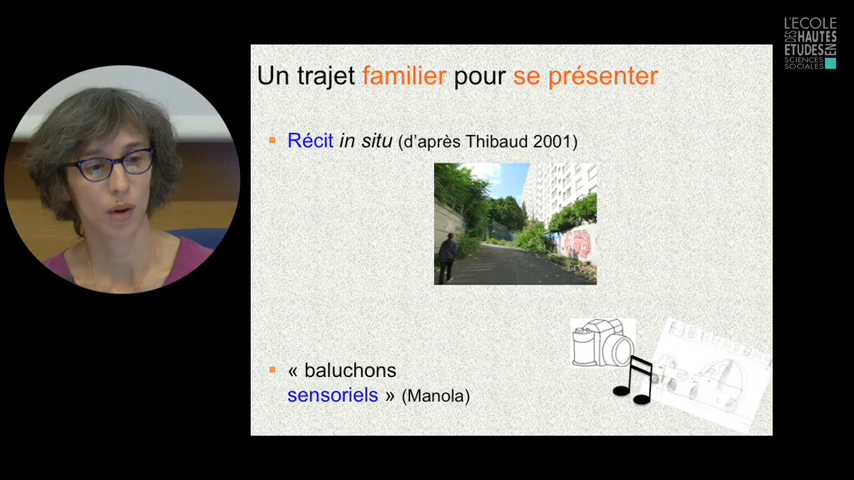 L'ECOLE
DES HAUTES
ETUDES EN
SCIENCES
SOCIALES
Un trajet familier pour se présenter
Récit in situ (d'après Thibaud 2001)
« baluchons
sensoriels » (Manola)